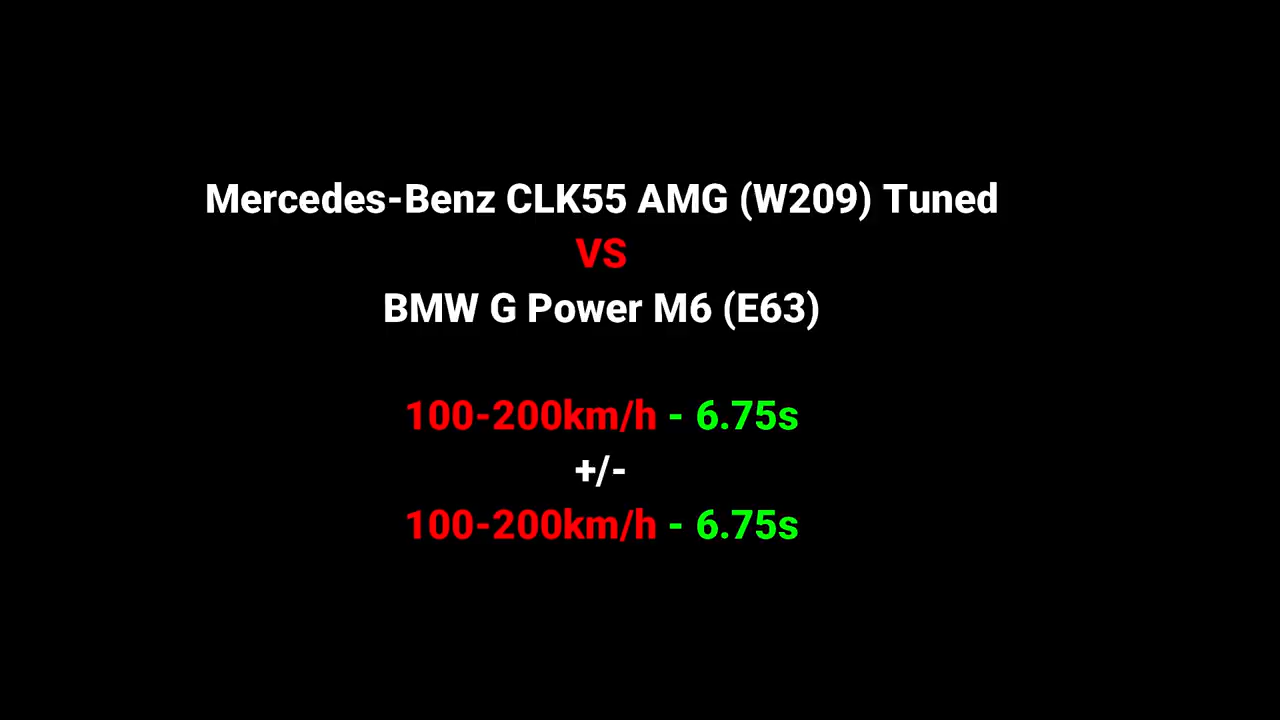 Mercedes-Benz CLK55 AMG (W209) Tuned
VS
BMW G Power M6 (E63)
100-200km/h - 6.75s
+/-
100-200km/h - 6.75s